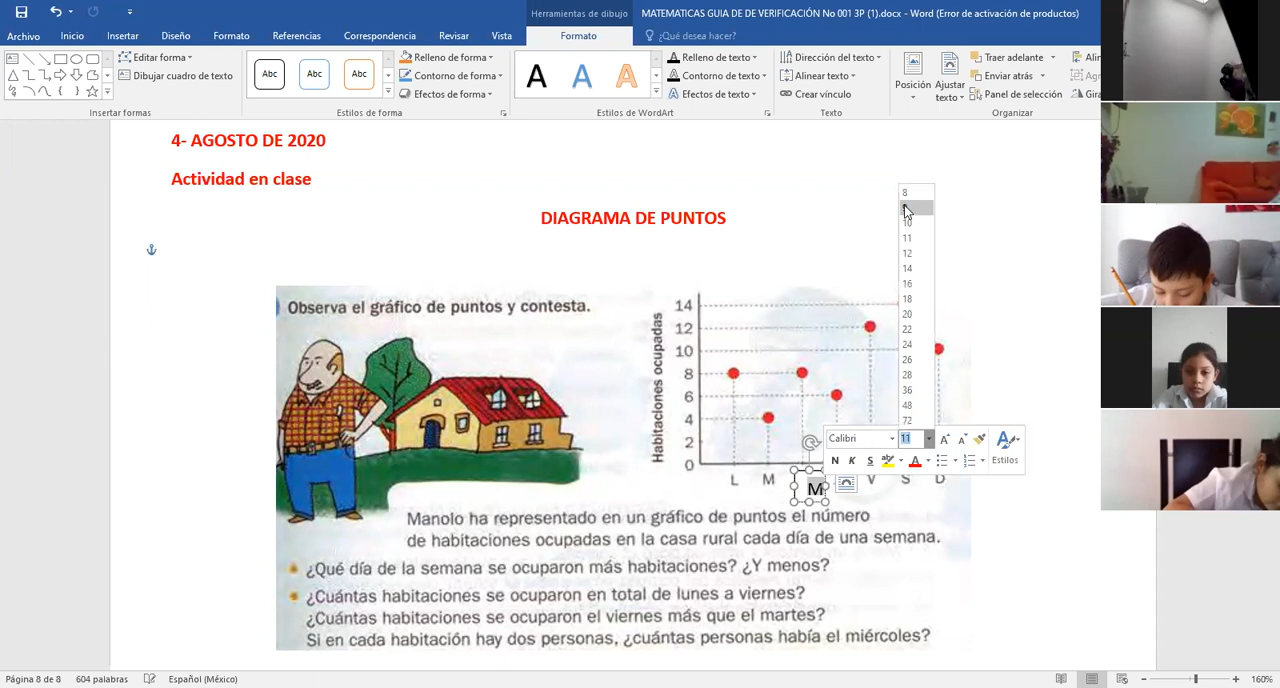 Herramientas de dibujo
MATEMATICAS GUIA DE DE VERIFICACIÓN No 001 3P (1).docx - Word (Error de activación de productos)
Archivo Inicio Insertar Diseño Formato Referencias Correspondencia Revisar Vista Formato ¿Qué desea hacer?
Editar forma
Dibujar cuadro de texto
Insertar formas
Abc Abc Abc
Relleno de forma
Contorno de forma
Efectos de forma
Estilos de forma
A A A
Relleno de texto
Contorno de texto
Efectos de texto
Estilos de WordArt
Dirección del texto
Alinear texto
Crear vínculo
Texto
Posición
Ajustar
texto
Traer adelante
Enviar atrás
Panel de selección
Organizar
4- AGOSTO DE 2020
Actividad en clase
DIAGRAMA DE PUNTOS
Observa el gráfico de puntos y contesta.
Habitaciones ocupadas
14
12
10
8
6
4
2
0
L M M V S D
8
10
11
12
14
16
18
20
22
24
26
28
36
48
72
Calibri 11
N K S Estilos
Manolo ha representado en un gráfico de puntos el número
de habitaciones ocupadas en la casa rural cada día de una semana.
¿Qué día de la semana se ocuparon más habitaciones? ¿Y menos?
¿Cuántas habitaciones se ocuparon en total de lunes a viernes?
¿Cuántas habitaciones se ocuparon el viernes más que el martes?
Si en cada habitación hay dos personas, ¿cuántas personas había el miércoles?
Página 8 de 8 604 palabras Español (México) 160%